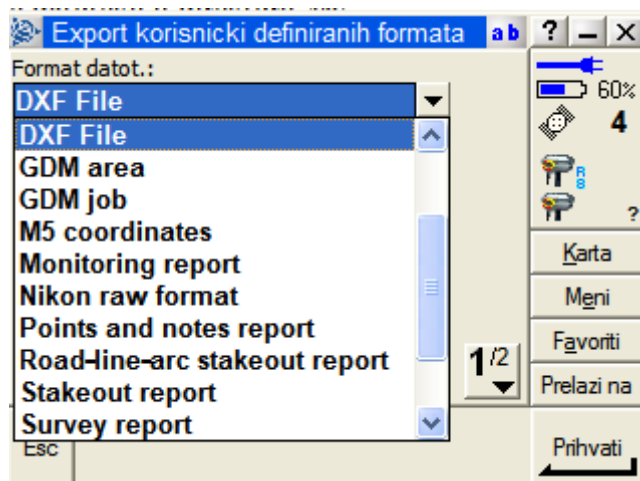 Export korisnicki definiranih formata
ab
?
Format datot.:
DXF File
DXF File
GDM area
GDM job
M5 coordinates
Monitoring report
Nikon raw format
Points and notes report
Road-line-arc stakeout report
Stakeout report
Survey report
1/2
Esc
60%
4
R8
?
Karta
Meni
Favoriti
Prelazi na
Prihvati